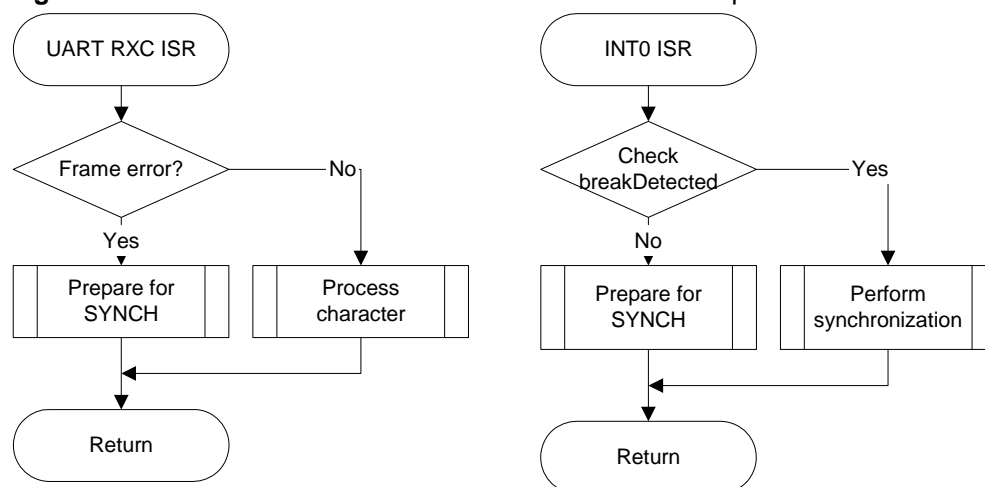 UART RXC ISR
Frame error?
No
Yes
Prepare for
SYNCH
Process
character
Return
INT0 ISR
Check
breakDetected
Yes
No
Prepare for
SYNCH
Perform
synchronization
Return